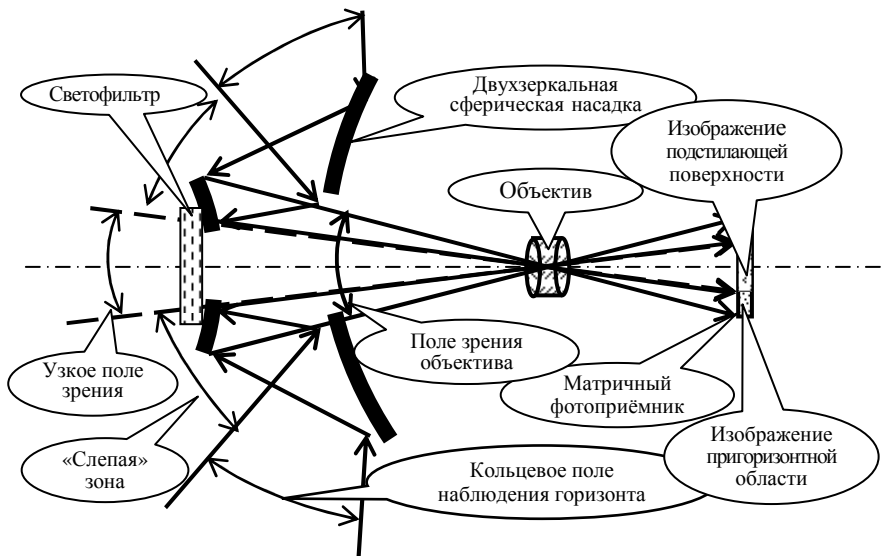 Светофильтр
Двухзеркальная
сферическая насадка
Изображение
подстилающей
поверхности
Объектив
Узкое поле
зрения
Поле зрения
объектива
Матричный
фотоприёмник
«Слепая»
зона
Кольцевое поле
наблюдения горизонта
Изображение
пригоризонтной
области